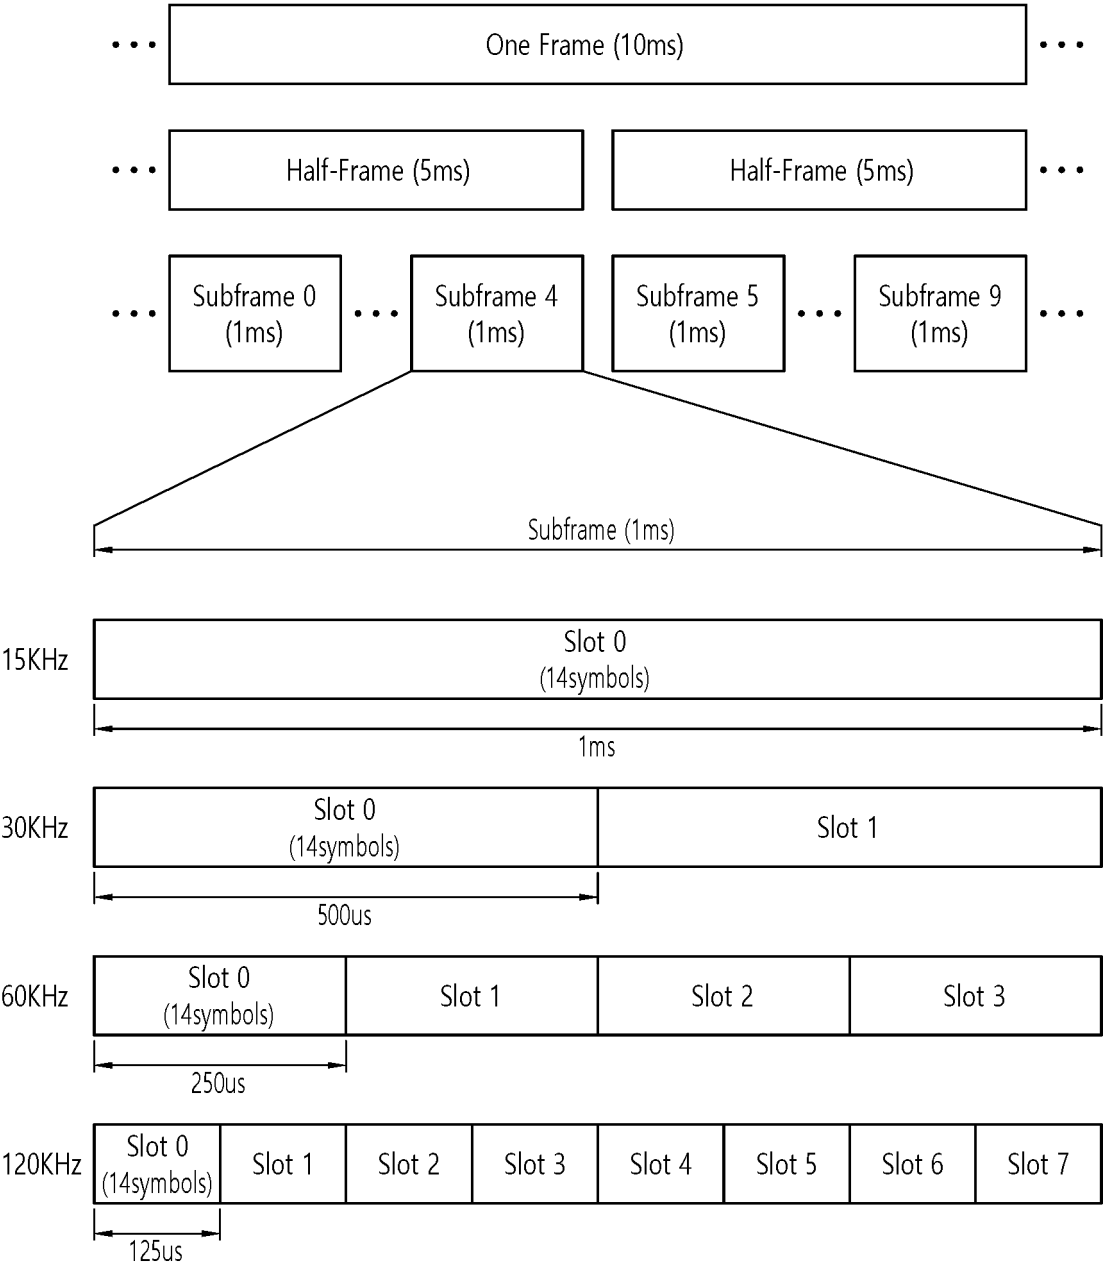 One Frame (10ms)
Half-Frame (5ms) Half-Frame (5ms)
Subframe 0 Subframe 4 Subframe 5 Subframe 9
(1ms) (1ms) (1ms) (1ms)
Subframe (1ms)
Slot 0
15KHz
(14symbols)
1ms
Slot 0
30KHz Slot 1
(14symbols)
500us
Slot 0
60KHz Slot 1 Slot 2 Slot 3
(14symbols)
250us
Slot 0
120KHz Slot 1 Slot 2 Slot 3 Slot 4 Slot 5 Slot 6 Slot 7
(14symbols)
125us